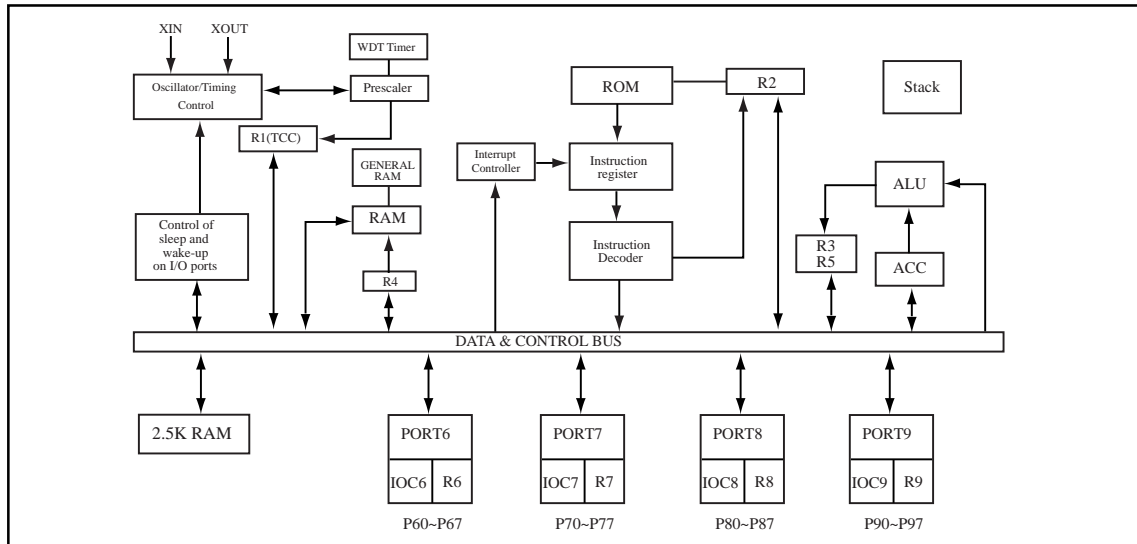 XIN
XOUT
WDT Timer
Oscillator/Timing
Control
Prescaler
R1(TCC)
GENERAL
RAM
RAM
R4
Control of
sleep and
wake-up
on I/O ports
Interrupt
Controller
ROM
R2
Stack
Instruction
register
Instruction
Decoder
ALU
R3
R5
ACC
DATA & CONTROL BUS
2.5K RAM
PORT6
IOC6
R6
P60~P67
PORT7
IOC7
R7
P70~P77
PORT8
IOC8
R8
P80~P87
PORT9
IOC9
R9
P90~P97